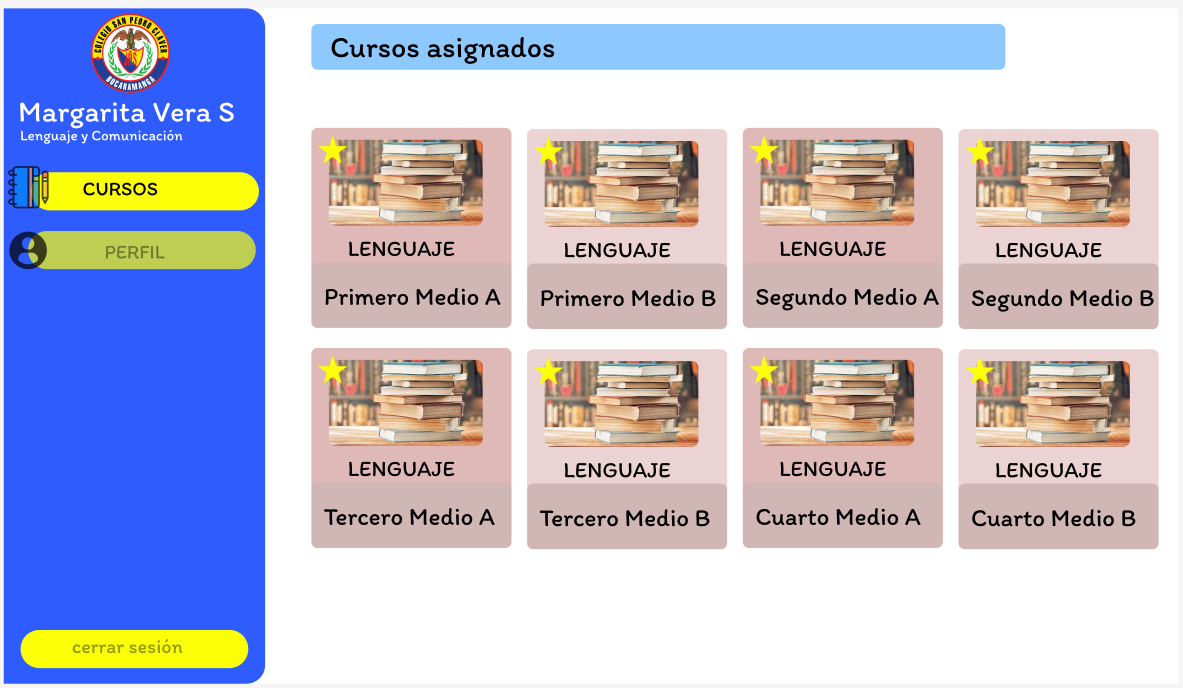 COLEGIO SAN PEDRO CLAVER
BUCARAMANGA
Margarita Vera S
Lenguaje y Comunicación
CURSOS
PERFIL
cerrar sesión
Cursos asignados
LENGUAJE
Primero Medio A
LENGUAJE
Primero Medio B
LENGUAJE
Segundo Medio A
LENGUAJE
Segundo Medio B
LENGUAJE
Tercero Medio A
LENGUAJE
Tercero Medio B
LENGUAJE
Cuarto Medio A
LENGUAJE
Cuarto Medio B